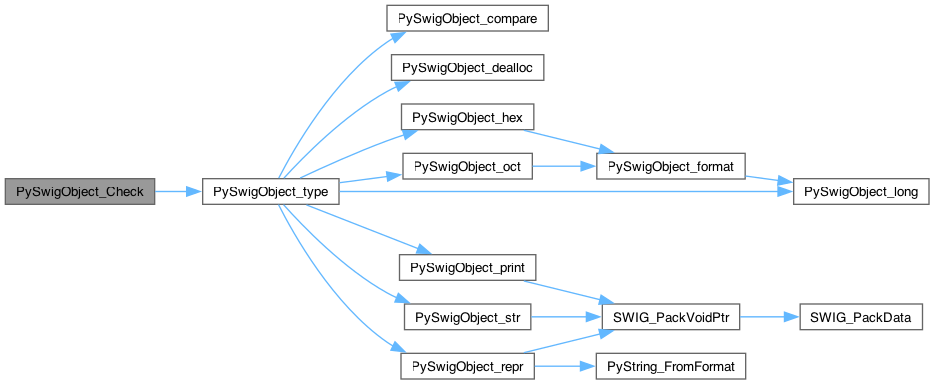 PySwigObject_compare
PySwigObject_dealloc
PySwigObject_hex
PySwigObject_oct
PySwigObject_format
PySwigObject_Check
PySwigObject_type
PySwigObject_long
PySwigObject_print
PySwigObject_str
SWIG_PackVoidPtr
SWIG_PackData
PySwigObject_repr
PyString_FromFormat